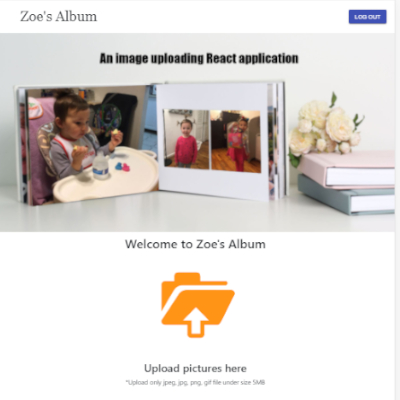 Zoe's Album
LOG OUT
An image uploading React application
Welcome to Zoe's Album
Upload pictures here
*Upload only jpeg, jpg, png, gif file under size 5MB